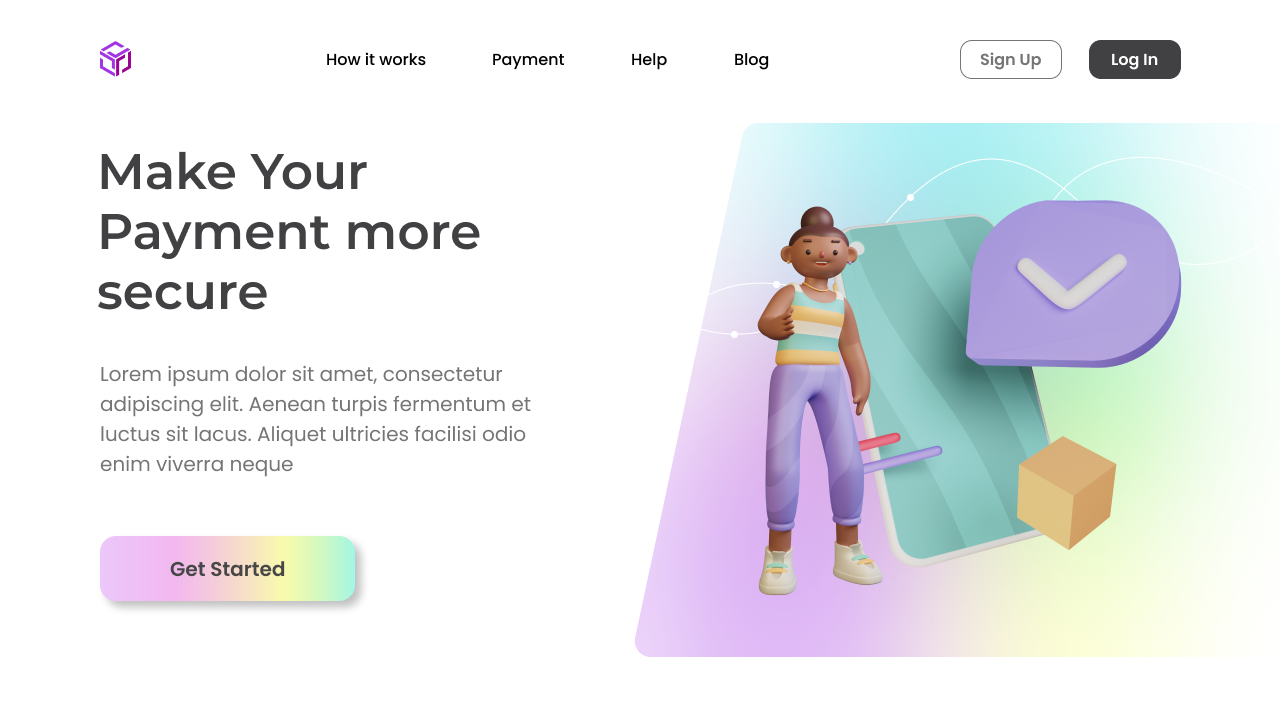 How it works
Payment
Help
Blog
Sign Up
Log In
Make Your
Payment more
secure
Lorem ipsum dolor sit amet, consectetur
adipiscing elit. Aenean turpis fermentum et
luctus sit lacus. Aliquet ultricies facilisi odio
enim viverra neque
Get Started